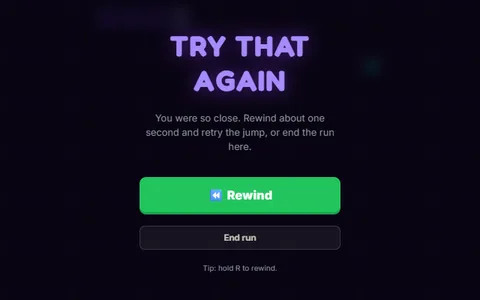 TRY THAT
AGAIN
You were so close. Rewind about one
second and retry the jump, or end the run
here.
⏪ Rewind
End run
Tip: hold R to rewind.